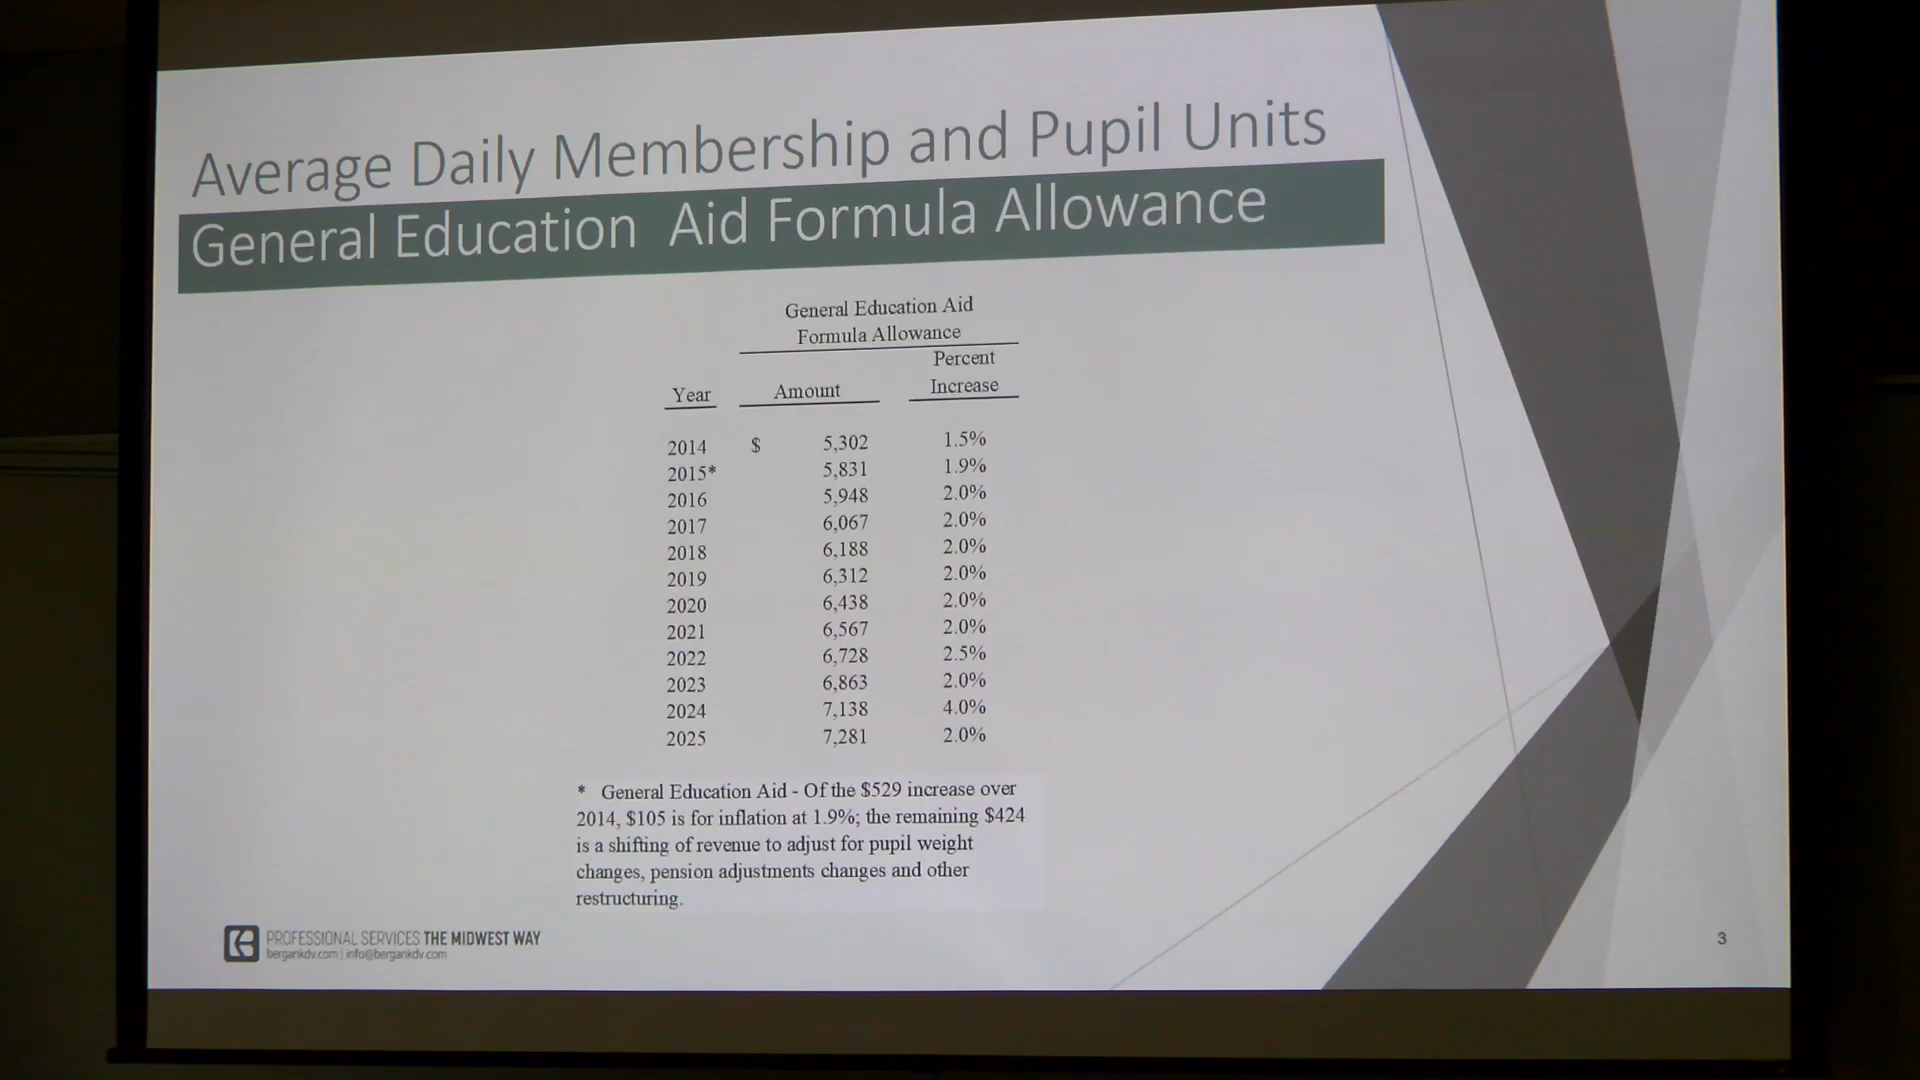 Average Daily Membership and Pupil Units
General Education Aid Formula Allowance
General Education Aid
Formula Allowance
Percent
Year Amount Increase
2014 $ 5,302 1.5%
2015* 5,831 1.9%
2016 5,948 2.0%
2017 6,067 2.0%
2018 6,188 2.0%
2019 6,312 2.0%
2020 6,438 2.0%
2021 6,567 2.0%
2022 6,728 2.5%
2023 6,863 2.0%
2024 7,138 4.0%
2025 7,281 2.0%
* General Education Aid - Of the $529 increase over
2014, $105 is for inflation at 1.9%; the remaining $424
is a shifting of revenue to adjust for pupil weight
changes, pension adjustments changes and other
restructuring.
PROFESSIONAL SERVICES THE MIDWEST WAY
bergankdv.com | info@bergankdv.com
3